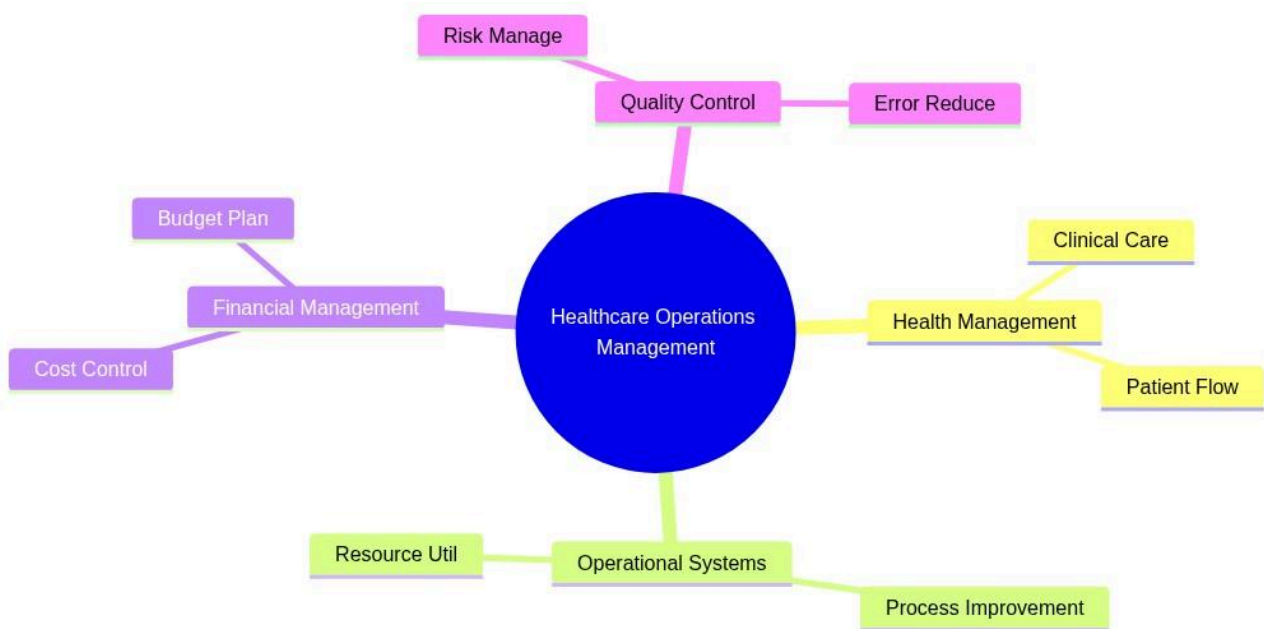 Risk Manage
Quality Control
Error Reduce
Budget Plan
Financial Management
Cost Control
Healthcare Operations
Management
Clinical Care
Health Management
Patient Flow
Resource Util
Operational Systems
Process Improvement